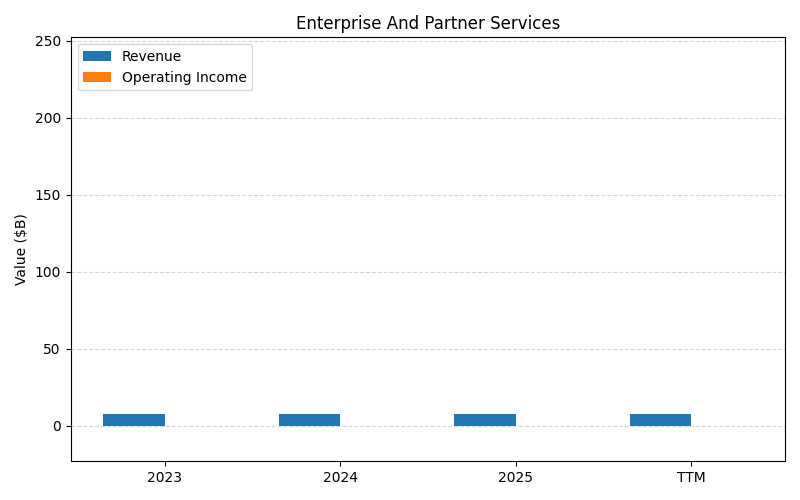 Enterprise And Partner Services
Revenue
Operating Income
Value ($B)
250
200
150
100
50
0
2023 2024 2025 TTM